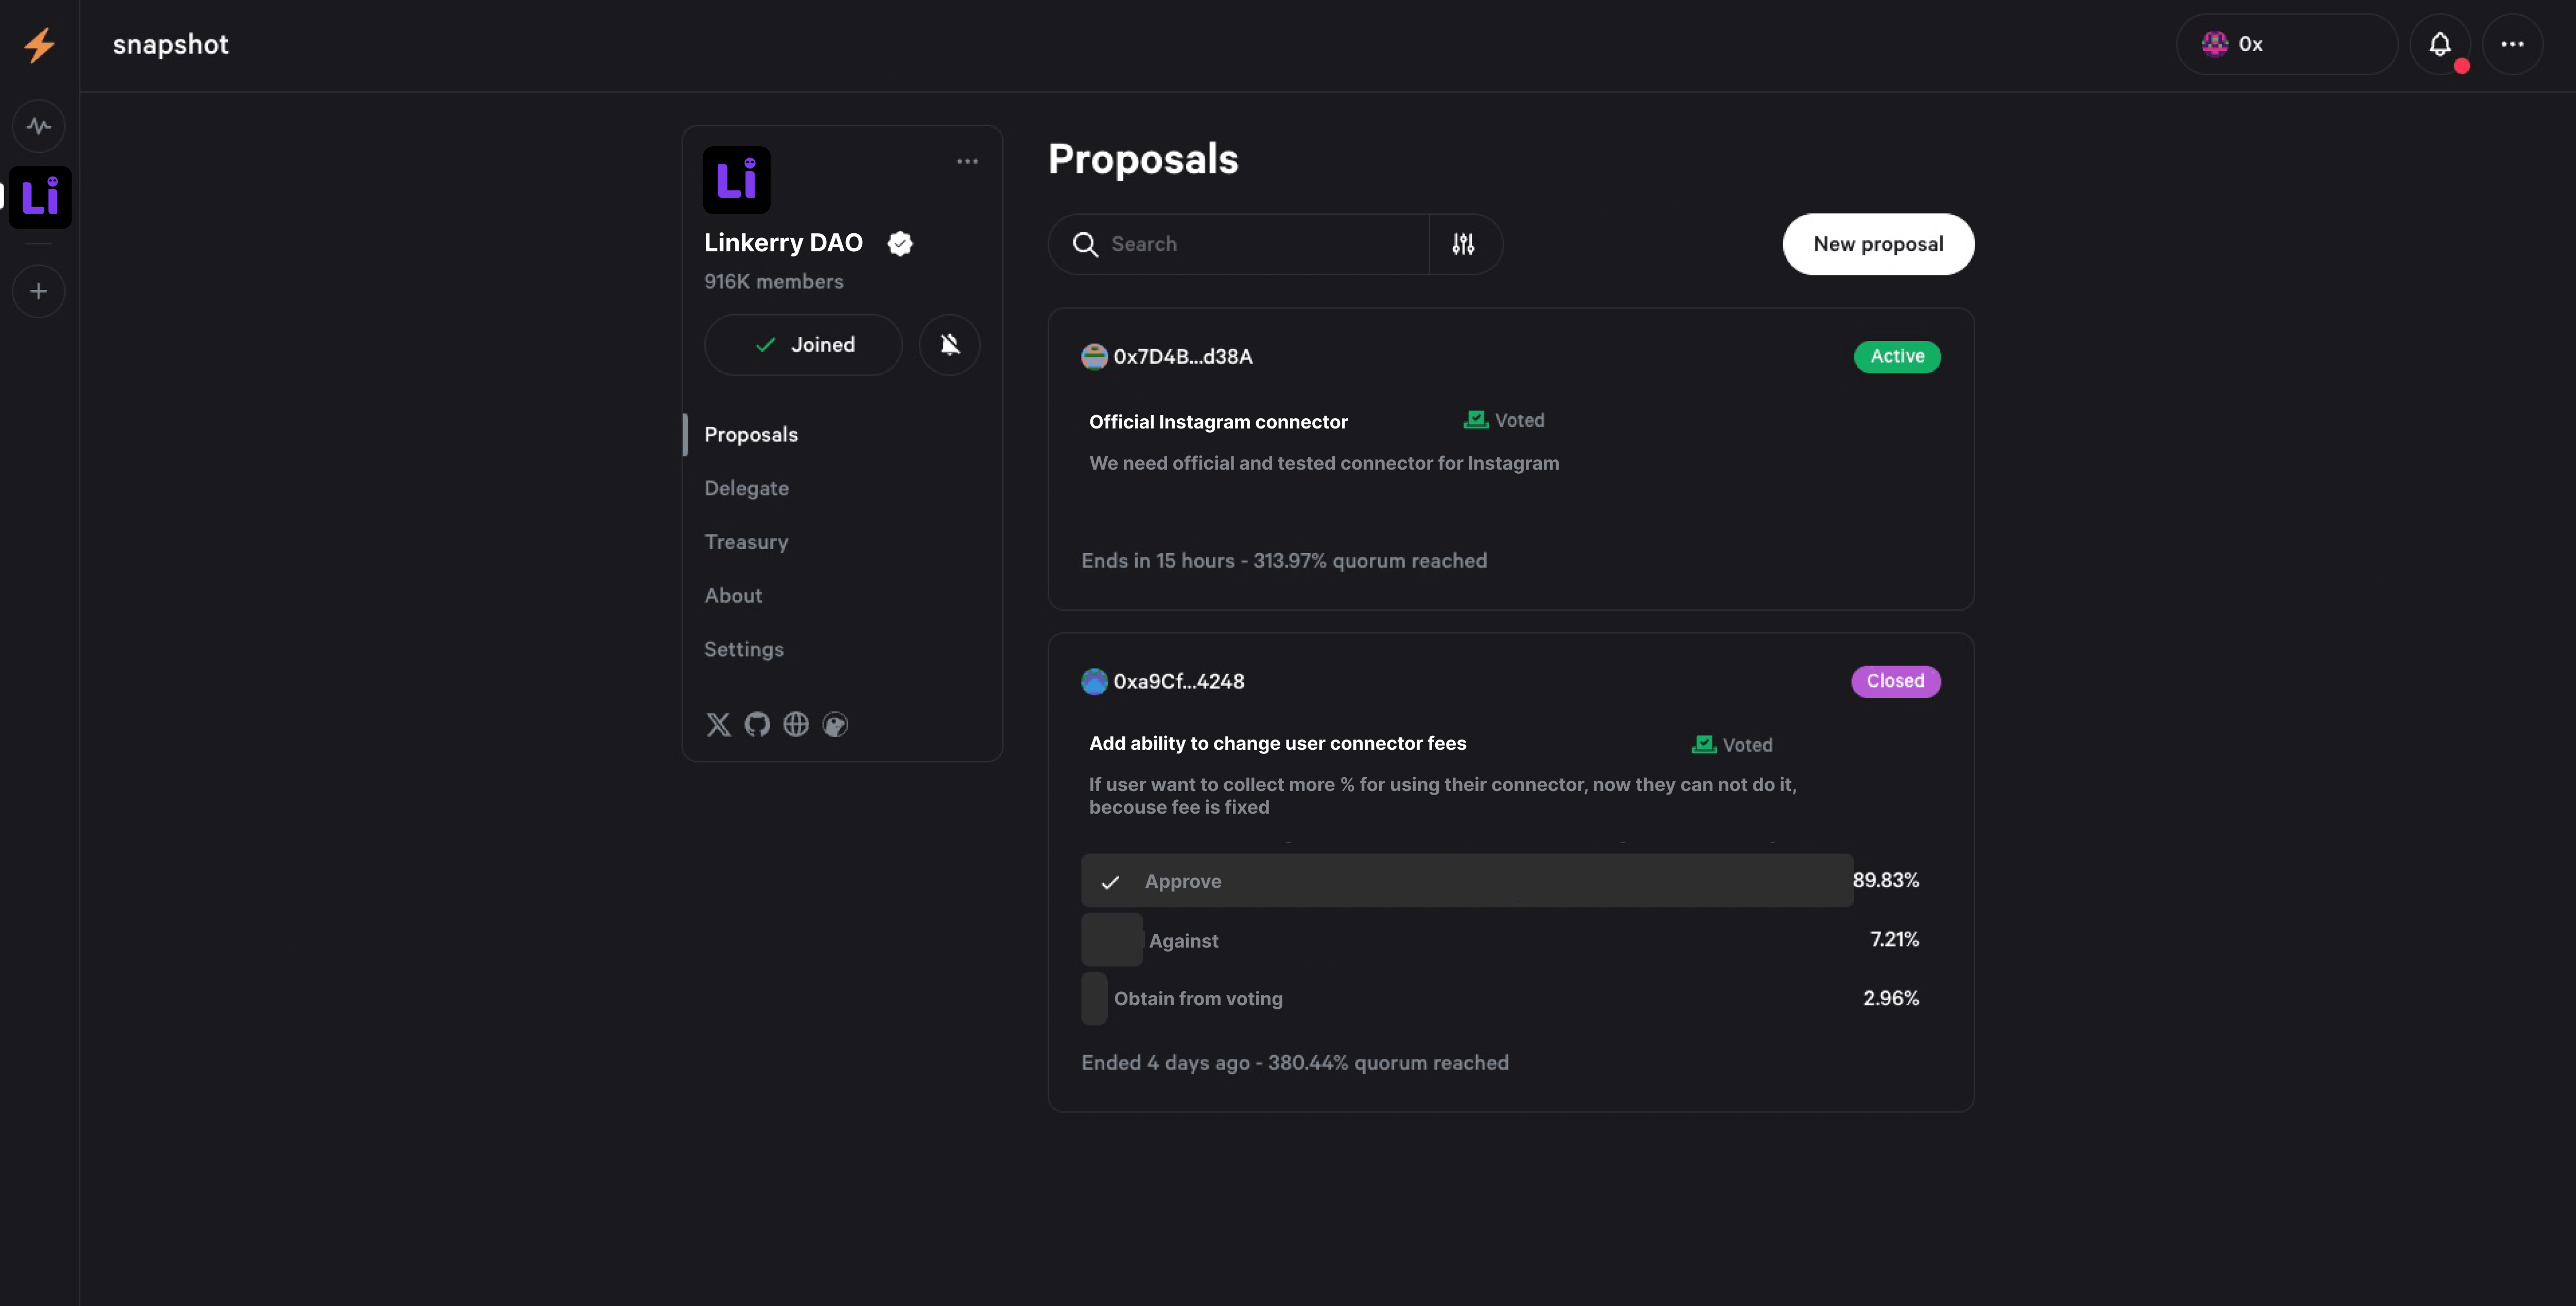 snapshot
0x
Li
Li
Linkerry DAO
916K members
Joined
Proposals
Delegate
Treasury
About
Settings
Proposals
Search
New proposal
0x7D4B...d38A
Active
Official Instagram connector
Voted
We need official and tested connector for Instagram
Ends in 15 hours - 313.97% quorum reached
0xa9Cf...4248
Closed
Add ability to change user connector fees
Voted
If user want to collect more % for using their connector, now they can not do it,
becouse fee is fixed
Approve 89.83%
Against 7.21%
Obtain from voting 2.96%
Ended 4 days ago - 380.44% quorum reached